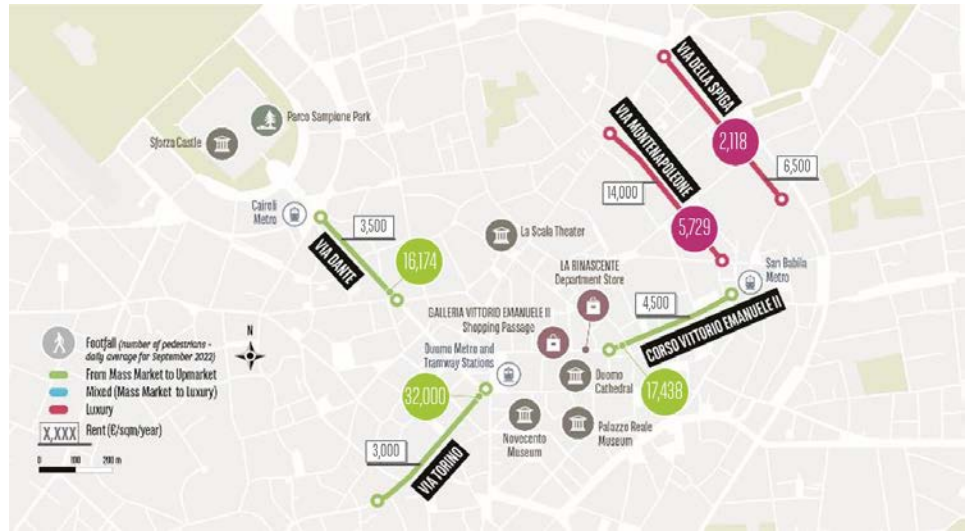 VIA DELLA SPIGA
2,118
6,500
VIA MONTENAPOLEONE
14,000
5,729
Parco Sampione Park
Sforza Castle
Cairoli
Metro
3,500
16,174
VIA DANTE
La Scala Theater
LA RINASCENTE
Department Store
San Babila
Metro
4,500
CORSO VITTORIO EMANUELE II
17,438
GALLERIA VITTORIO EMANUELE II
Shopping Passage
Duomo Metro and
Tramway Stations
32,000
Duomo
Cathedral
Novecento
Museum
Palazzo Reale
Museum
3,000
VIA TORINO
N
Footfall (number of pedestrians -
daily average for September 2022)
From Mass Market to Upmarket
Mixed (Mass Market to Luxury)
Luxury
X,XXX Rent (€/sqm/year)
0 100 200 m